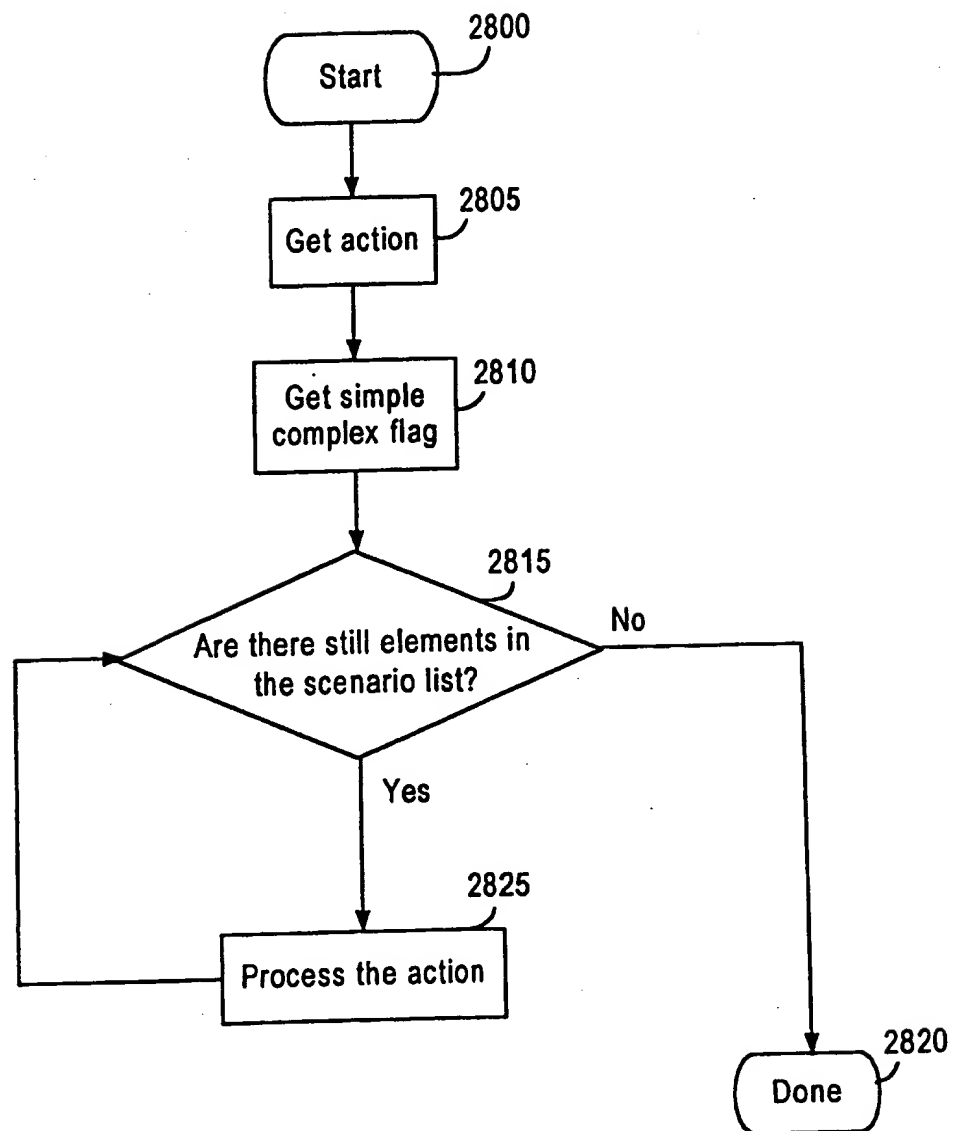 2800
Start
2805
Get action
2810
Get simple
complex flag
2815
Are there still elements in
the scenario list?
No
Yes
2825
Process the action
2820
Done